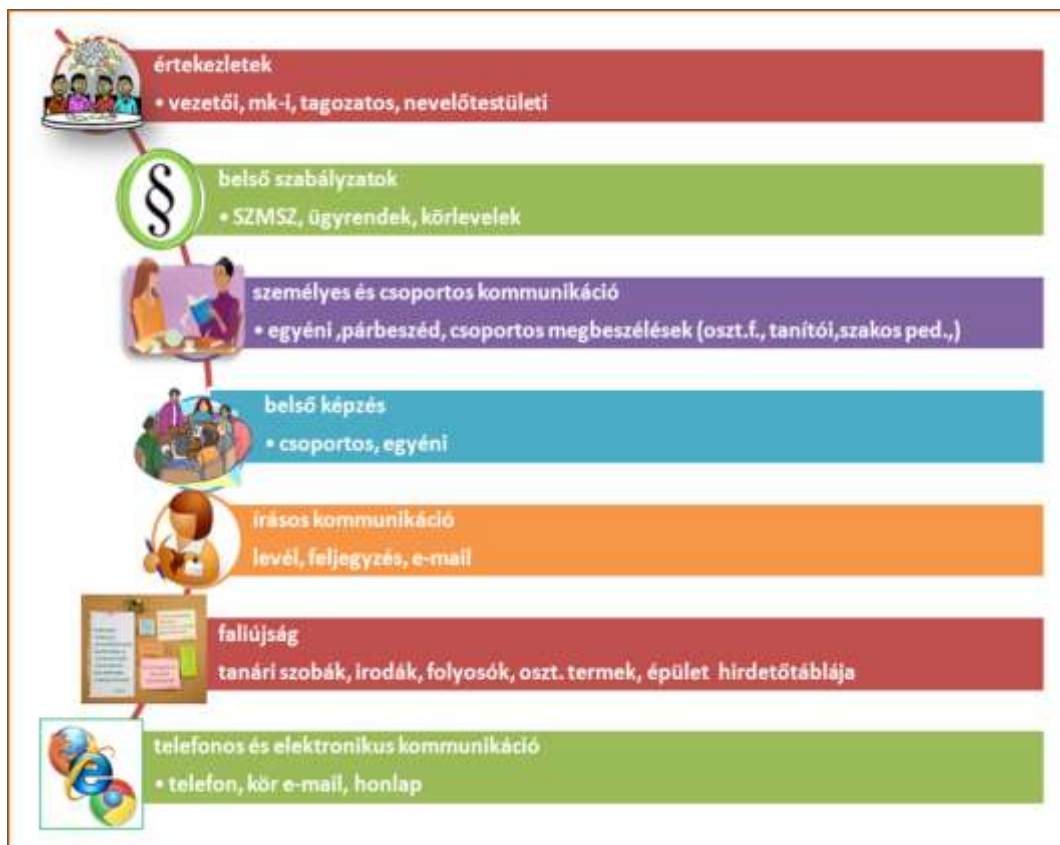 értekezletek
• vezetői, mk-i, tagozatos, nevelőtestületi
§
belső szabályzatok
• SZMSZ, ügyrendek, körlevelek
személyes és csoportos kommunikáció
• egyéni ,párbeszéd, csoportos megbeszélések (oszt.f., tanítói,szakos ped.,)
belső képzés
• csoportos, egyéni
írásos kommunikáció
levél, feljegyzés, e-mail
faliújság
tanári szobák, irodák, folyosók, oszt. termek, épület hirdetőtáblája
telefonos és elektronikus kommunikáció
• telefon, kör e-mail, honlap